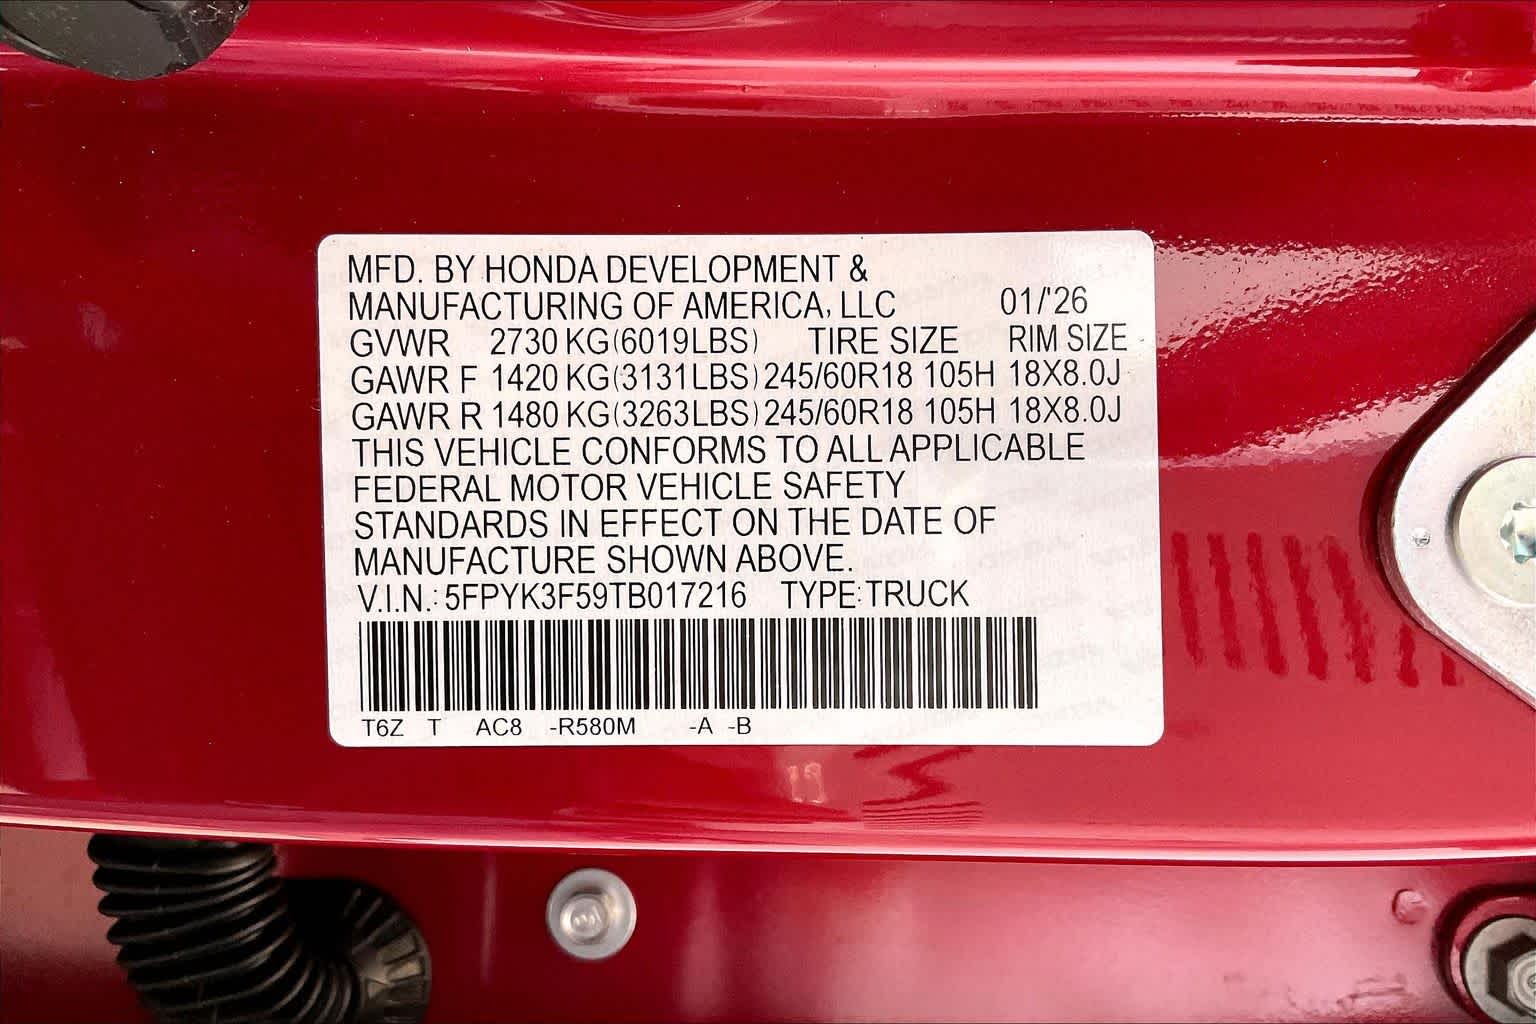 MFD. BY HONDA DEVELOPMENT &
MANUFACTURING OF AMERICA, LLC 01/'26
GVWR 2730 KG(6019LBS) TIRE SIZE RIM SIZE
GAWR F 1420 KG(3131LBS) 245/60R18 105H 18X8.0J
GAWR R 1480 KG(3263LBS) 245/60R18 105H 18X8.0J
THIS VEHICLE CONFORMS TO ALL APPLICABLE
FEDERAL MOTOR VEHICLE SAFETY
STANDARDS IN EFFECT ON THE DATE OF
MANUFACTURE SHOWN ABOVE.
V.I.N.: 5FPYK3F59TB017216 TYPE: TRUCK
T6Z T AC8 -R580M -A -B